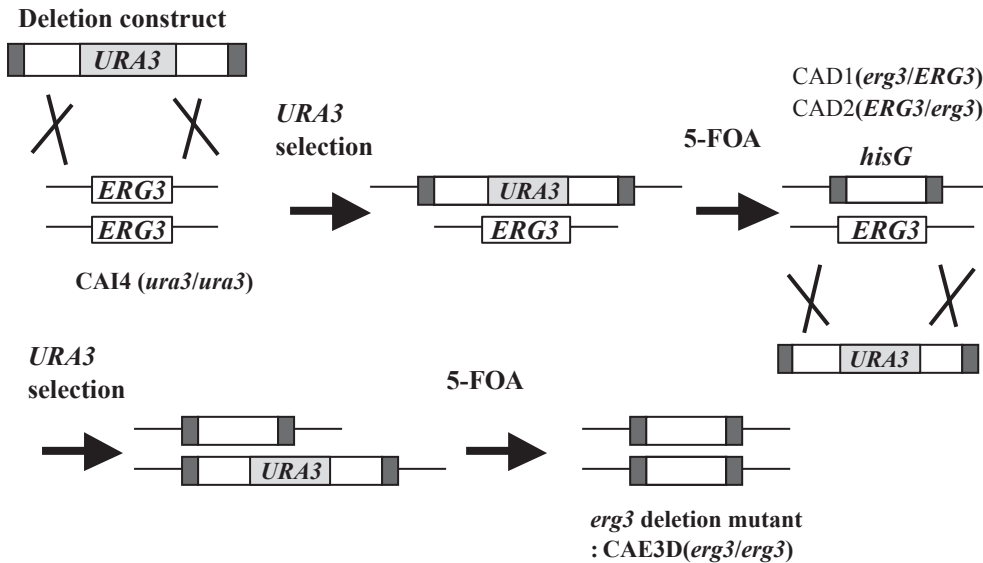 Deletion construct
URA3
ERG3
ERG3
CAI4 (ura3/ura3)
URA3
selection
URA3
ERG3
5-FOA
CAD1(erg3/ERG3)
CAD2(ERG3/erg3)
hisG
ERG3
URA3
URA3
selection
URA3
5-FOA
erg3 deletion mutant
: CAE3D(erg3/erg3)